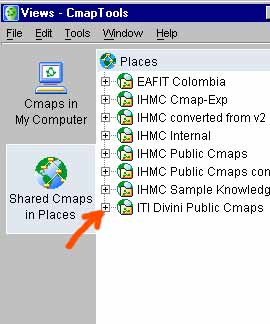 Views - CmapTools
File Edit Tools Window Help
Cmaps in
My Computer
Shared Cmaps
in Places
Places
EAFIT Colombia
IHMC Cmap-Exp
IHMC converted from v2
IHMC Internal
IHMC Public Cmaps
IHMC Public Cmaps con
IHMC Sample Knowledg
ITI Divini Public Cmaps